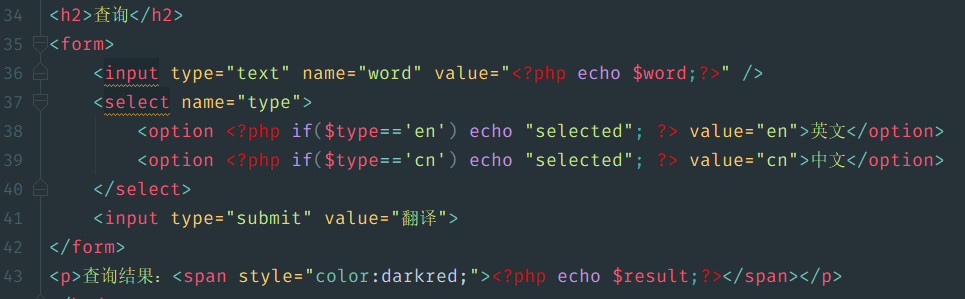 34 <h2>查询</h2>
35 <form>
36 <input type="text" name="word" value="<?php echo $word;?>" />
37 <select name="type">
38 <option <?php if($type=='en') echo "selected"; ?> value="en">英文</option>
39 <option <?php if($type=='cn') echo "selected"; ?> value="cn">中文</option>
40 </select>
41 <input type="submit" value="翻译">
42 </form>
43 <p>查询结果：<span style="color:darkred;"><?php echo $result;?></span></p>